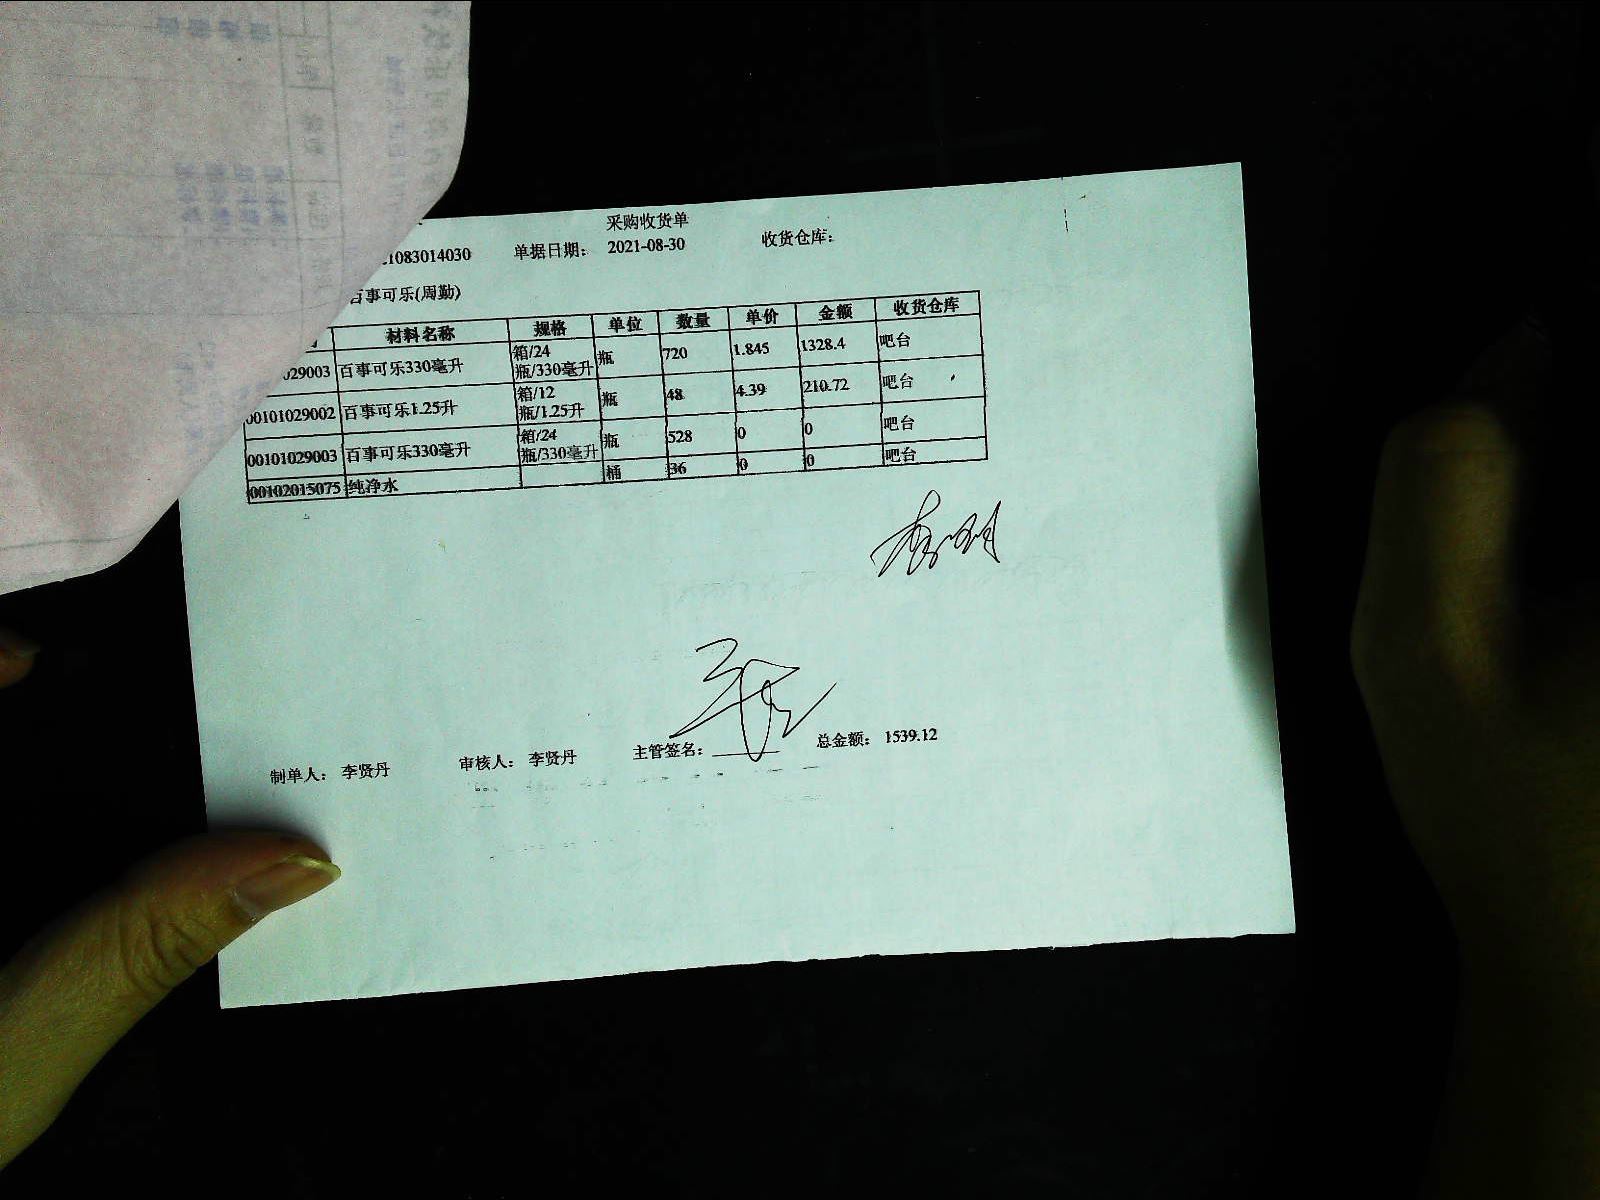 采购收货单
1083014030 单据日期： 2021-08-30 收货仓库：
百事可乐(周勤)
材料名称 规格 单位 数量 单价 金额 收货仓库
029003 百事可乐330毫升 箱/24瓶/330毫升 瓶 720 1.845 1328.4 吧台
00101029002 百事可乐1.25升 箱/12瓶/1.25升 瓶 48 4.39 210.72 吧台
00101029003 百事可乐330毫升 箱/24瓶/330毫升 瓶 528 0 0 吧台
00102015075 纯净水 桶 36 0 0 吧台
制单人： 李贤丹 审核人： 李贤丹 主管签名： 总金额： 1539.12